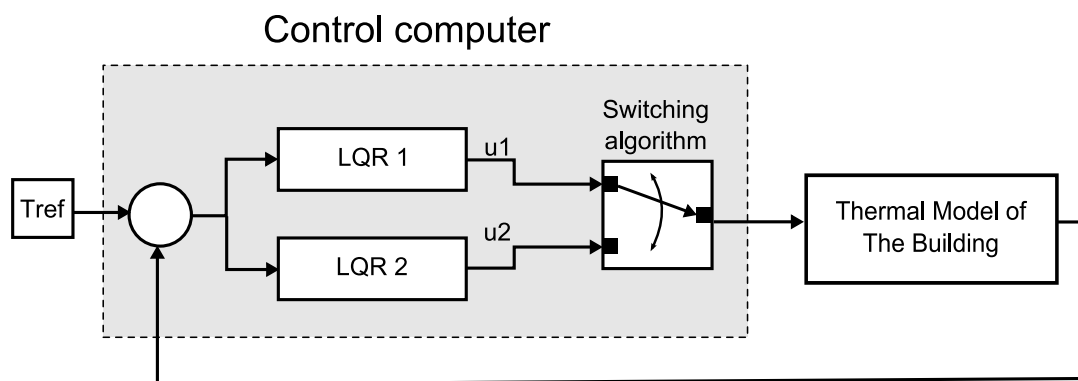 Control computer
Switching
algorithm
LQR 1
u1
Tref
Thermal Model of
The Building
u2
LQR 2